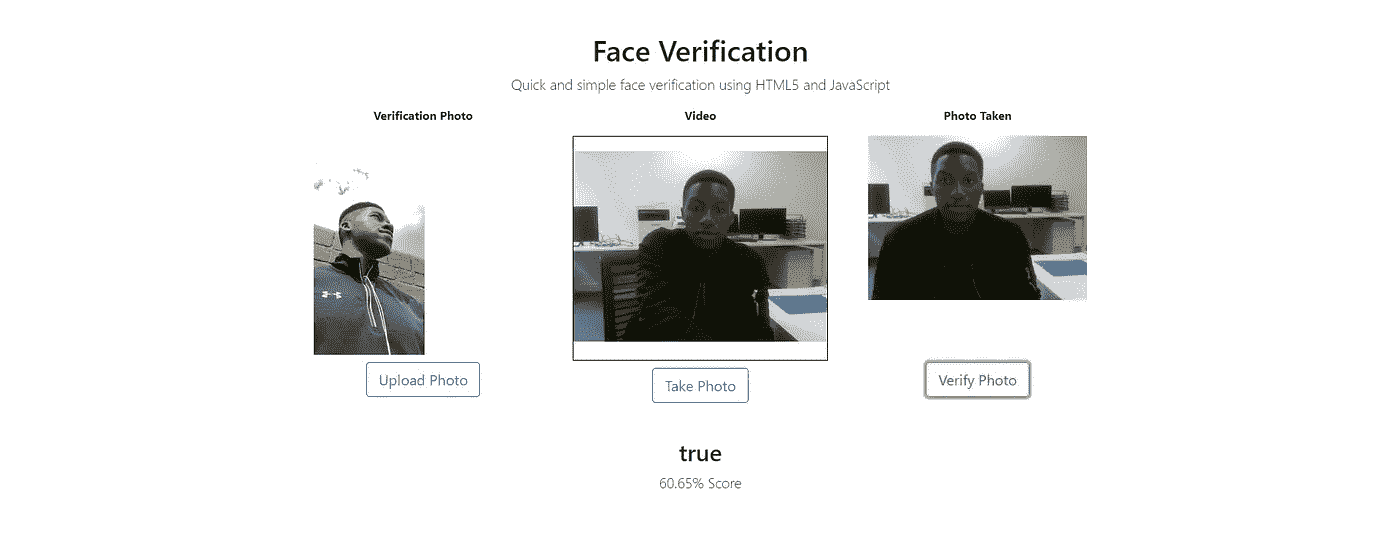 Face Verification
Quick and simple face verification using HTML5 and JavaScript
Verification Photo
Video
Photo Taken
Upload Photo
Take Photo
Verify Photo
true
60.65% Score